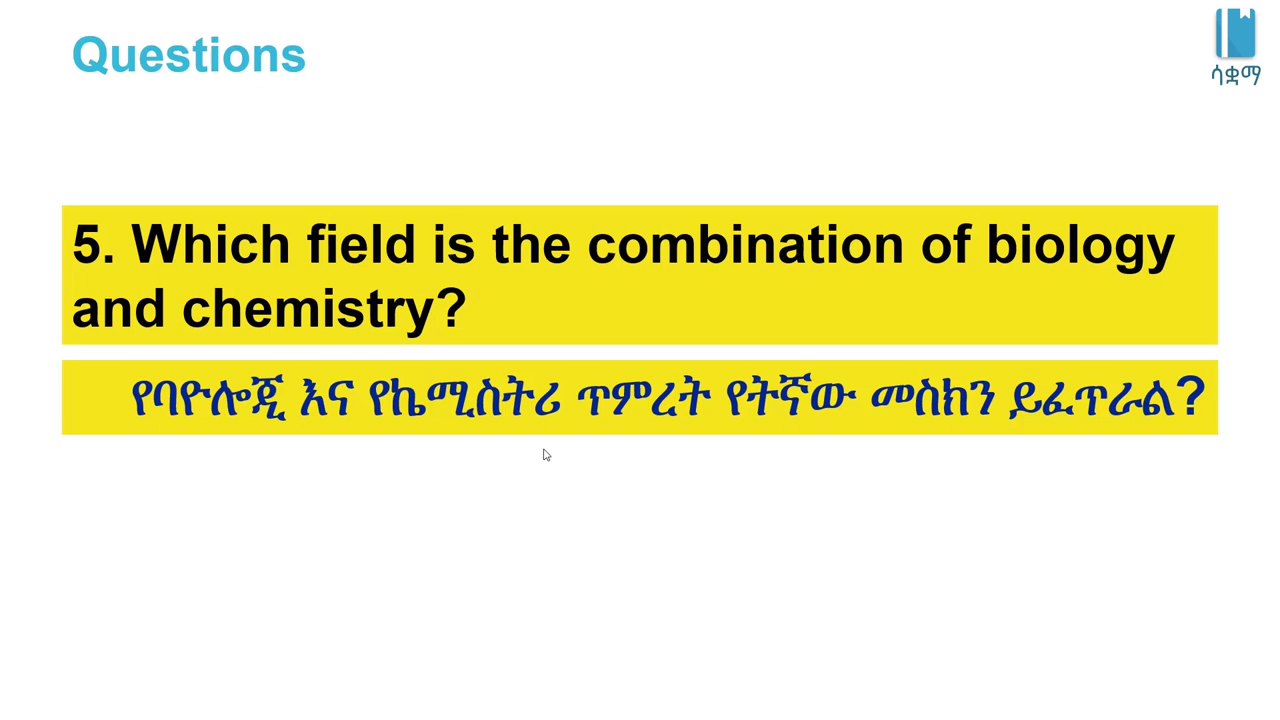 Questions
ሳቋማ
5. Which field is the combination of biology
and chemistry?
የባዮሎጂ እና የኬሚስትሪ ጥምረት የትኛው መስክን ይፈጥራል?